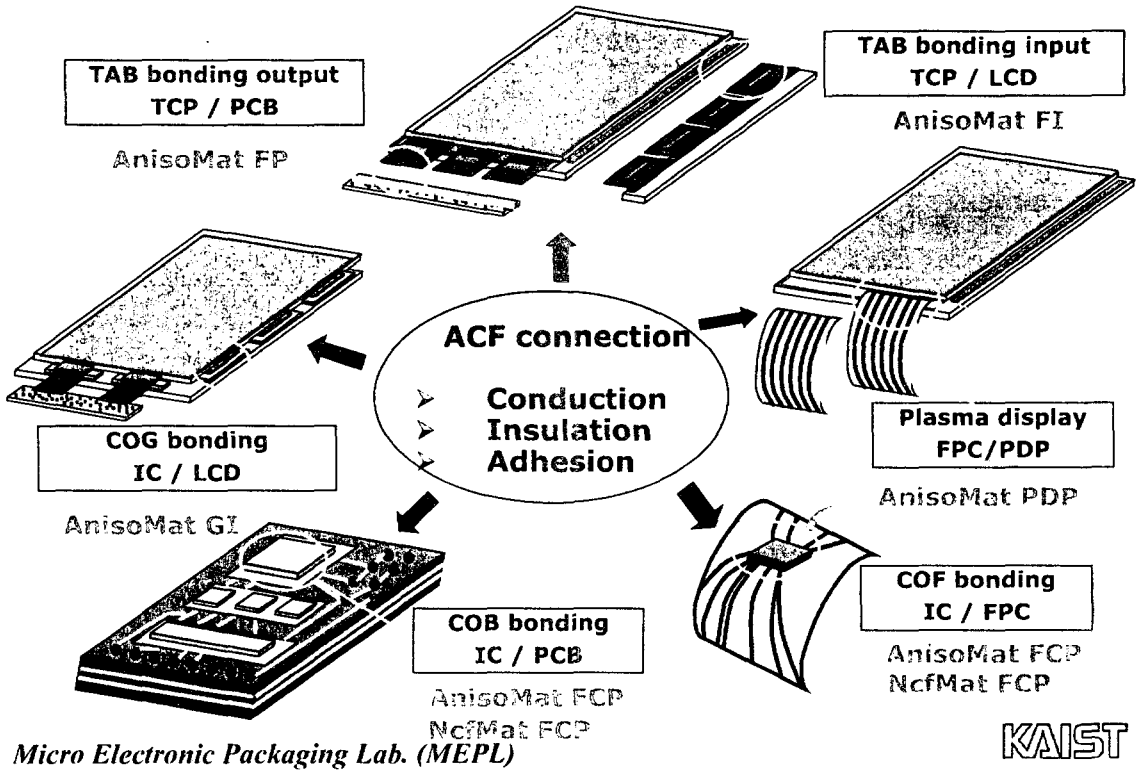 TAB bonding output
TCP / PCB
AnisoMat FP
TAB bonding input
TCP / LCD
AnisoMat FI
ACF connection
➢ Conduction
➢ Insulation
➢ Adhesion
COG bonding
IC / LCD
AnisoMat GI
Plasma display
FPC/PDP
AnisoMat PDP
COB bonding
IC / PCB
AnisoMat FCP
NcfMat FCP
COF bonding
IC / FPC
AnisoMat FCP
NcfMat FCP
Micro Electronic Packaging Lab. (MEPL)
KAIST